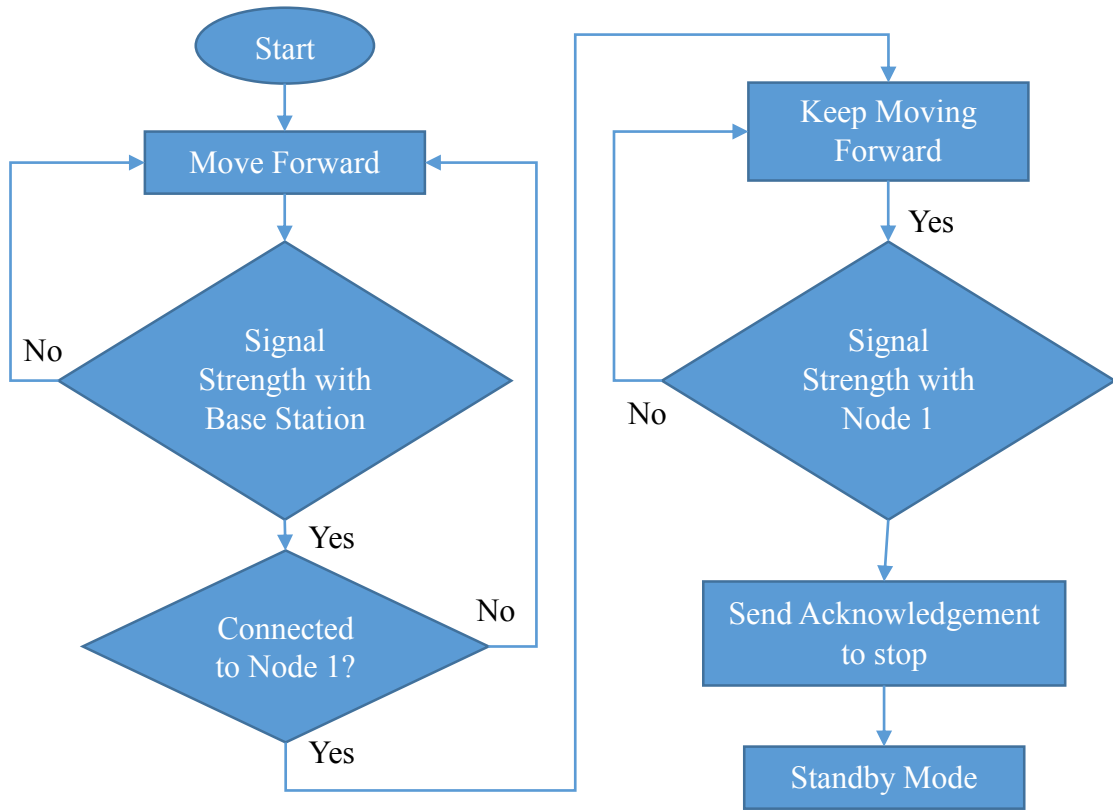 Start
Move Forward
Signal
Strength with
Base Station
No
Yes
Connected
to Node 1?
No
Yes
Keep Moving
Forward
Yes
Signal
Strength with
Node 1
No
Send Acknowledgement
to stop
Standby Mode